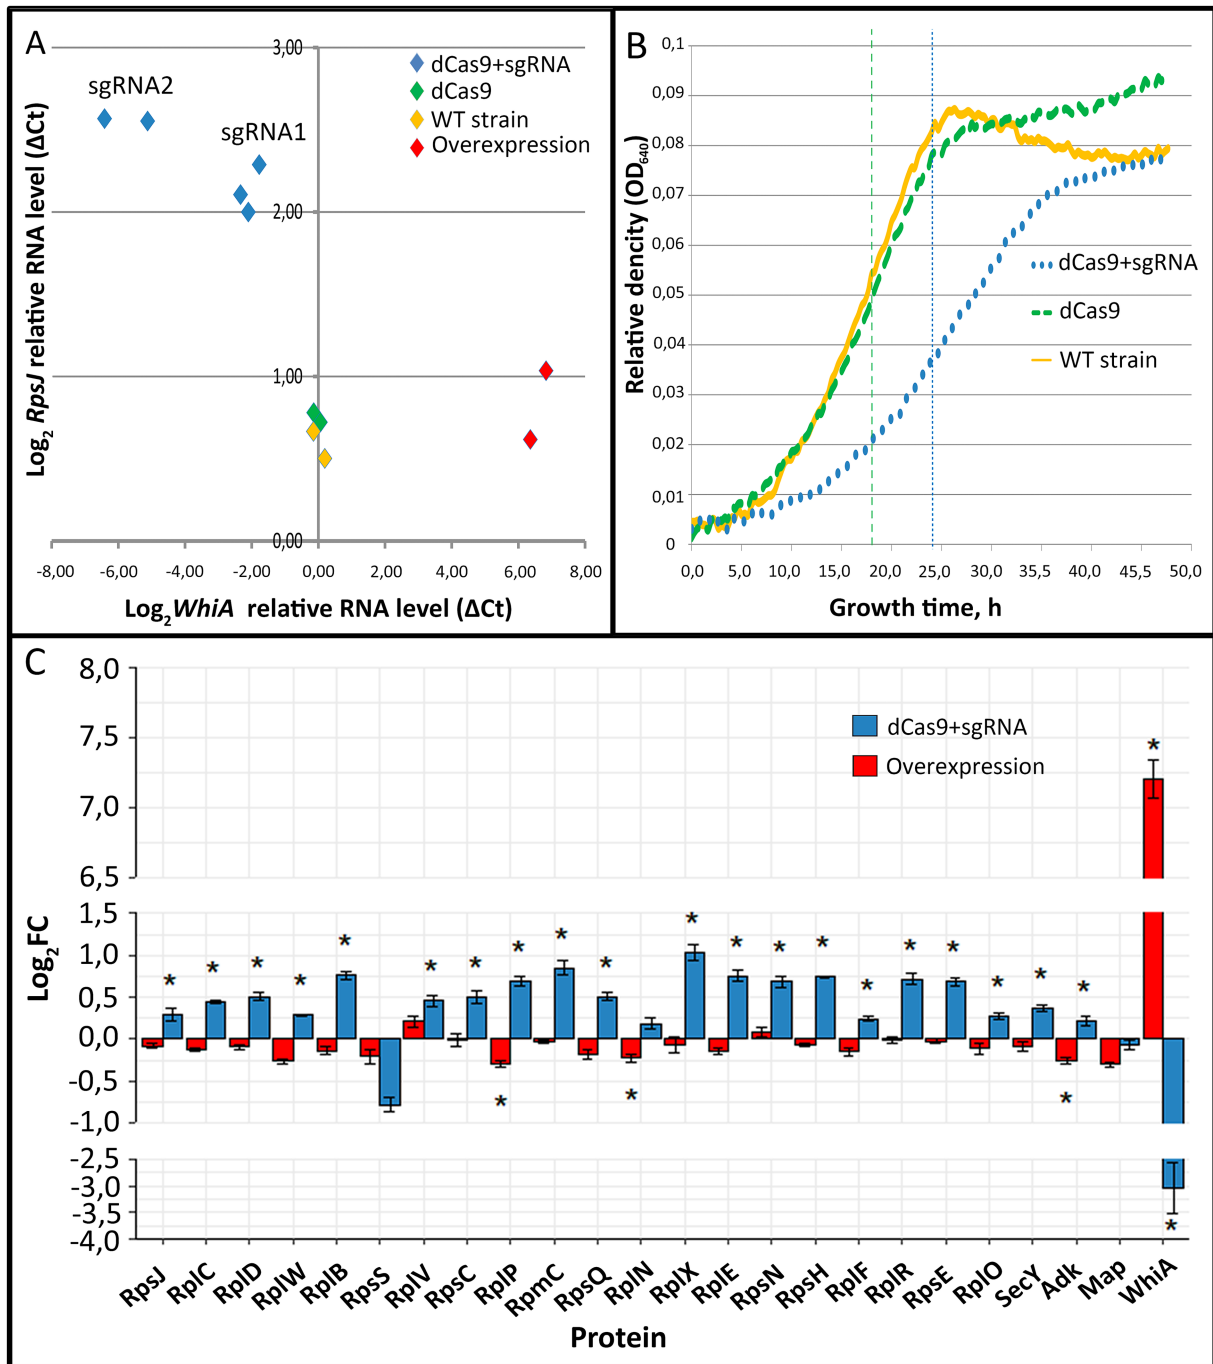 A
3,00
2,00
1,00
0,00
sgRNA2
sgRNA1
dCas9+sgRNA
dCas9
WT strain
Overexpression
Log2 RpsJ relative RNA level (ΔCt)
-8,00 -6,00 -4,00 -2,00 0,00 2,00 4,00 6,00 8,00
Log2WhiA relative RNA level (ΔCt)
B
0,1
0,09
0,08
0,07
0,06
0,05
0,04
0,03
0,02
0,01
0
Relative dencity (OD640)
dCas9+sgRNA
dCas9
WT strain
0,0 5,0 10,0 15,0 20,0 25,0 30,0 35,5 40,0 45,5 50,0
Growth time, h
C
8,0
7,5
7,0
6,5
1,5
1,0
0,5
0,0
-0,5
-1,0
-2,5
-3,0
-3,5
-4,0
Log2FC
dCas9+sgRNA
Overexpression
* * * * * * * * * * * * * * * * * * * * * * * * *
RpsJ RplC RplD RplW RplB RpsS RplV RpsC RplP RpmC RpsQ RplN RplX RplE RpsN RpsH RplF RplR RpsE RplO SecY Adk Map WhiA
Protein